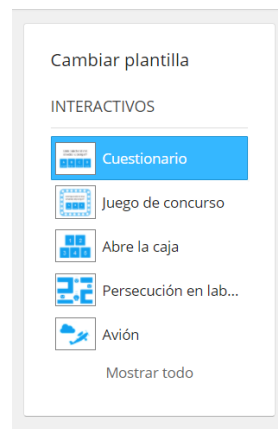 Cambiar plantilla
INTERACTIVOS
Cuestionario
Juego de concurso
Abre la caja
Persecución en lab...
Avión
Mostrar todo